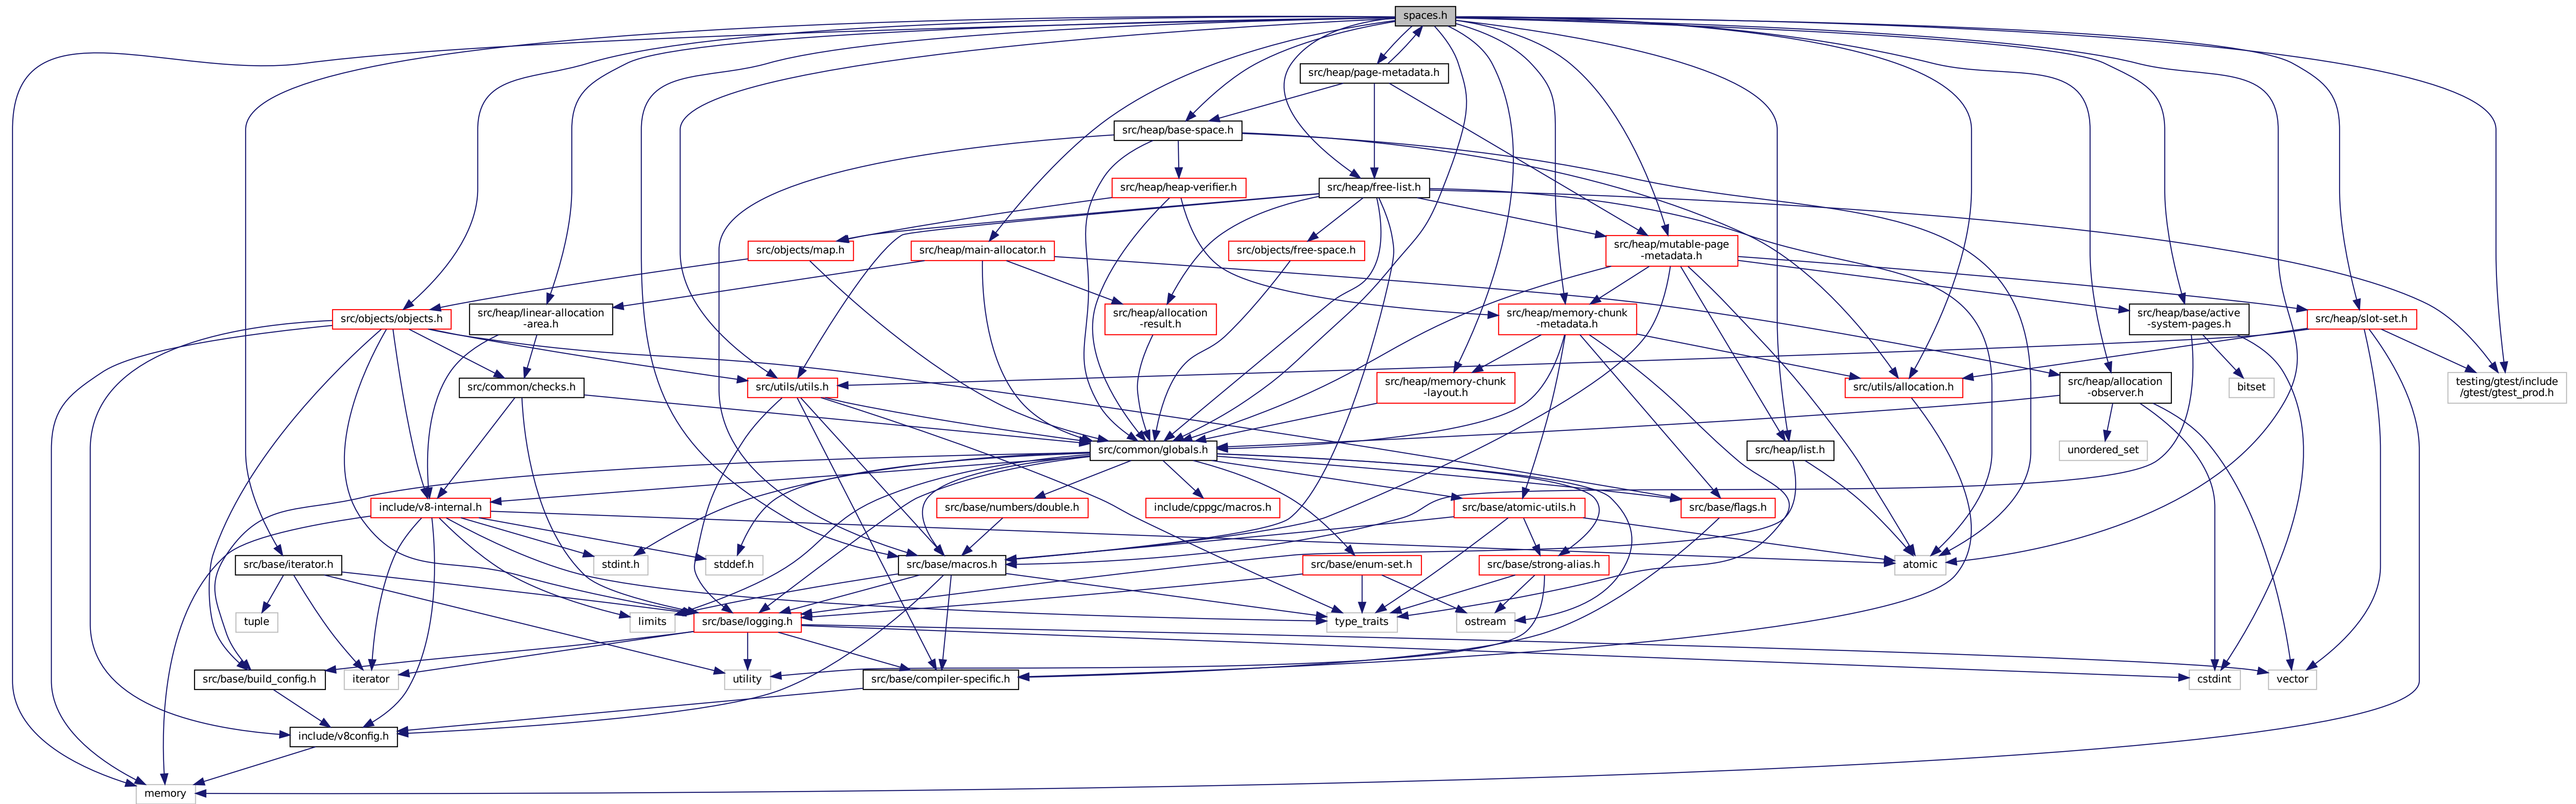 spaces.h
src/heap/page-metadata.h
src/heap/base-space.h
src/heap/heap-verifier.h
src/heap/free-list.h
src/objects/map.h
src/heap/main-allocator.h
src/objects/free-space.h
src/heap/mutable-page
-metadata.h
src/objects/objects.h
src/heap/linear-allocation
-area.h
src/heap/allocation
-result.h
src/heap/memory-chunk
-metadata.h
src/heap/base/active
-system-pages.h
src/heap/slot-set.h
src/common/checks.h
src/utils/utils.h
src/heap/memory-chunk
-layout.h
src/utils/allocation.h
src/heap/allocation
-observer.h
bitset
testing/gtest/include
/gtest/gtest_prod.h
src/common/globals.h
src/heap/list.h
unordered_set
include/v8-internal.h
src/base/numbers/double.h
include/cppgc/macros.h
src/base/atomic-utils.h
src/base/flags.h
src/base/iterator.h
stdint.h
stddef.h
src/base/macros.h
src/base/enum-set.h
src/base/strong-alias.h
atomic
tuple
limits
src/base/logging.h
type_traits
ostream
src/base/build_config.h
iterator
utility
src/base/compiler-specific.h
cstdint
vector
include/v8config.h
memory